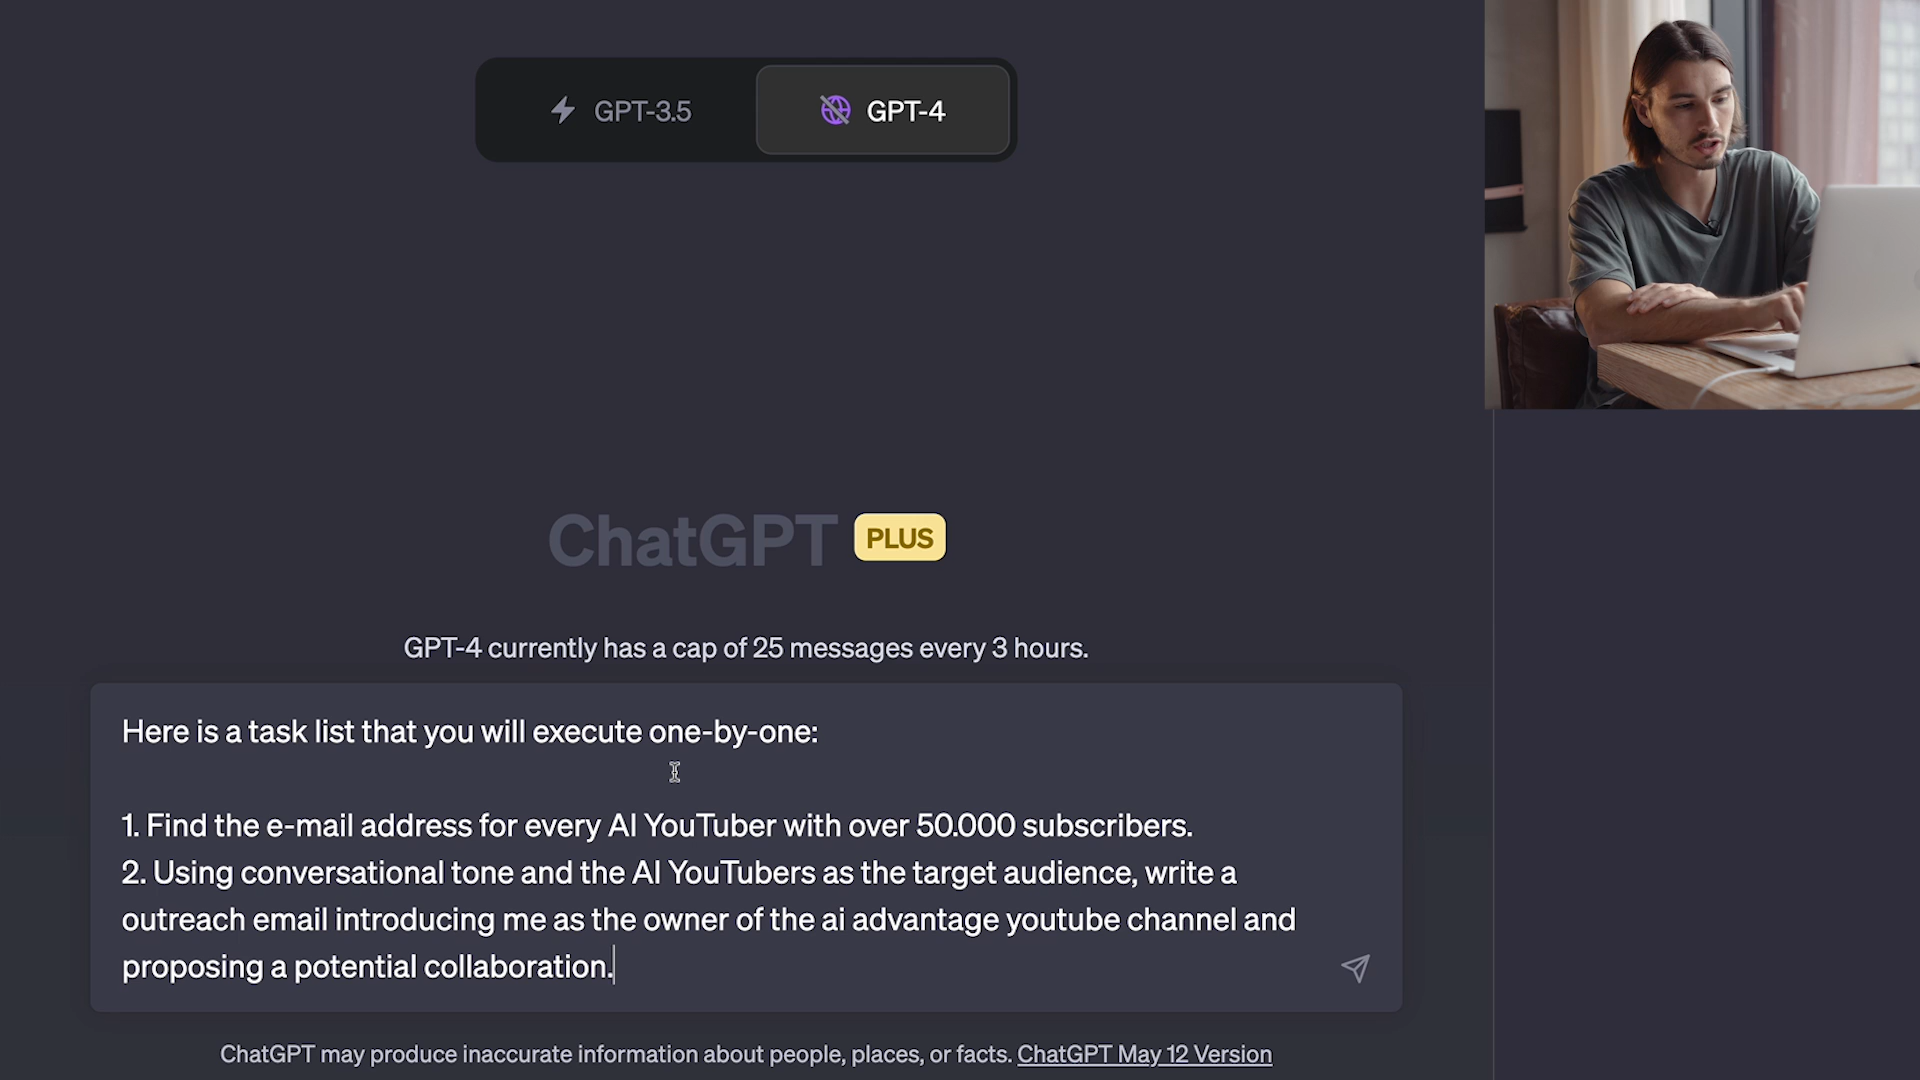 GPT-3.5
GPT-4
ChatGPT PLUS
GPT-4 currently has a cap of 25 messages every 3 hours.
Here is a task list that you will execute one-by-one:
1. Find the e-mail address for every AI YouTuber with over 50.000 subscribers.
2. Using conversational tone and the AI YouTubers as the target audience, write a
outreach email introducing me as the owner of the ai advantage youtube channel and
proposing a potential collaboration.
ChatGPT may produce inaccurate information about people, places, or facts. ChatGPT May 12 Version